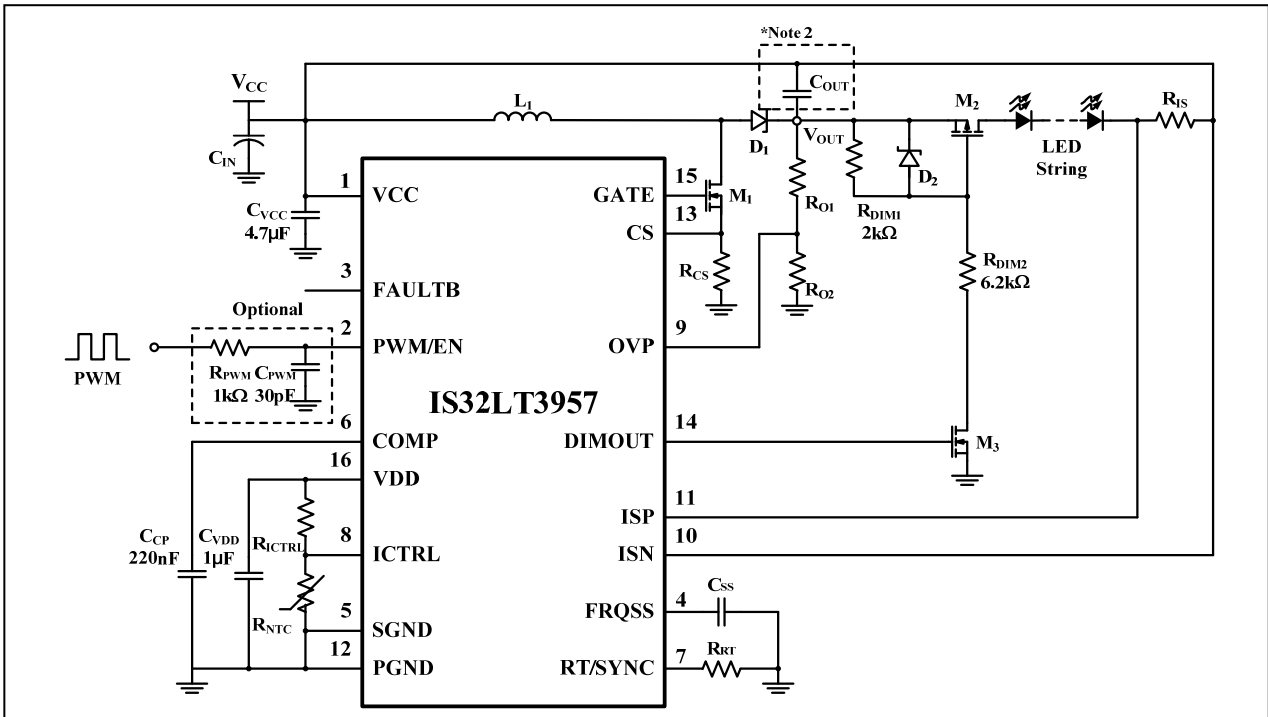 *Note 2
VCC
L1
COUT
M2
RIS
CIN
D1
VOUT
LED
String
D2
1
VCC
15
GATE
M1
RO1
CVCC
4.7µF
13
CS
RDIM1
2kΩ
RCS
RO2
RDIM2
6.2kΩ
3
FAULTB
Optional
2
PWM/EN
9
OVP
PWM
RPWM CPWM
1kΩ 30pF
IS32LT3957
6
COMP
14
DIMOUT
M3
16
VDD
11
ISP
CCP
220nF
CVDD
1µF
RICTRL
8
ICTRL
10
ISN
CSS
4
FRQSS
RNTC
5
SGND
12
PGND
7
RT/SYNC
RRT